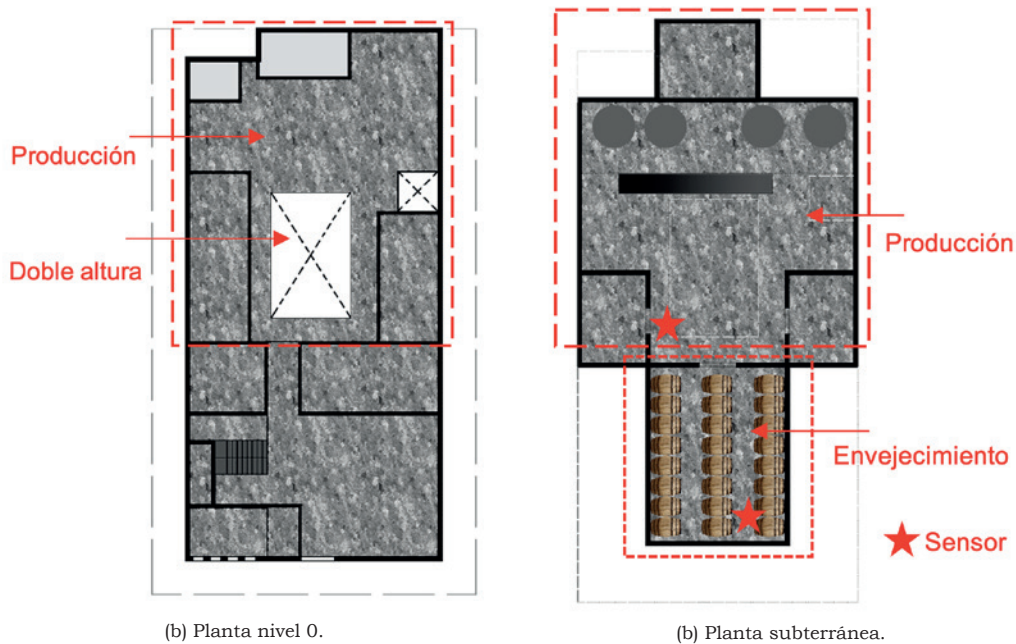 Producción
Doble altura
Producción
Envejecimiento
Sensor
(b) Planta nivel 0.
(b) Planta subterránea.